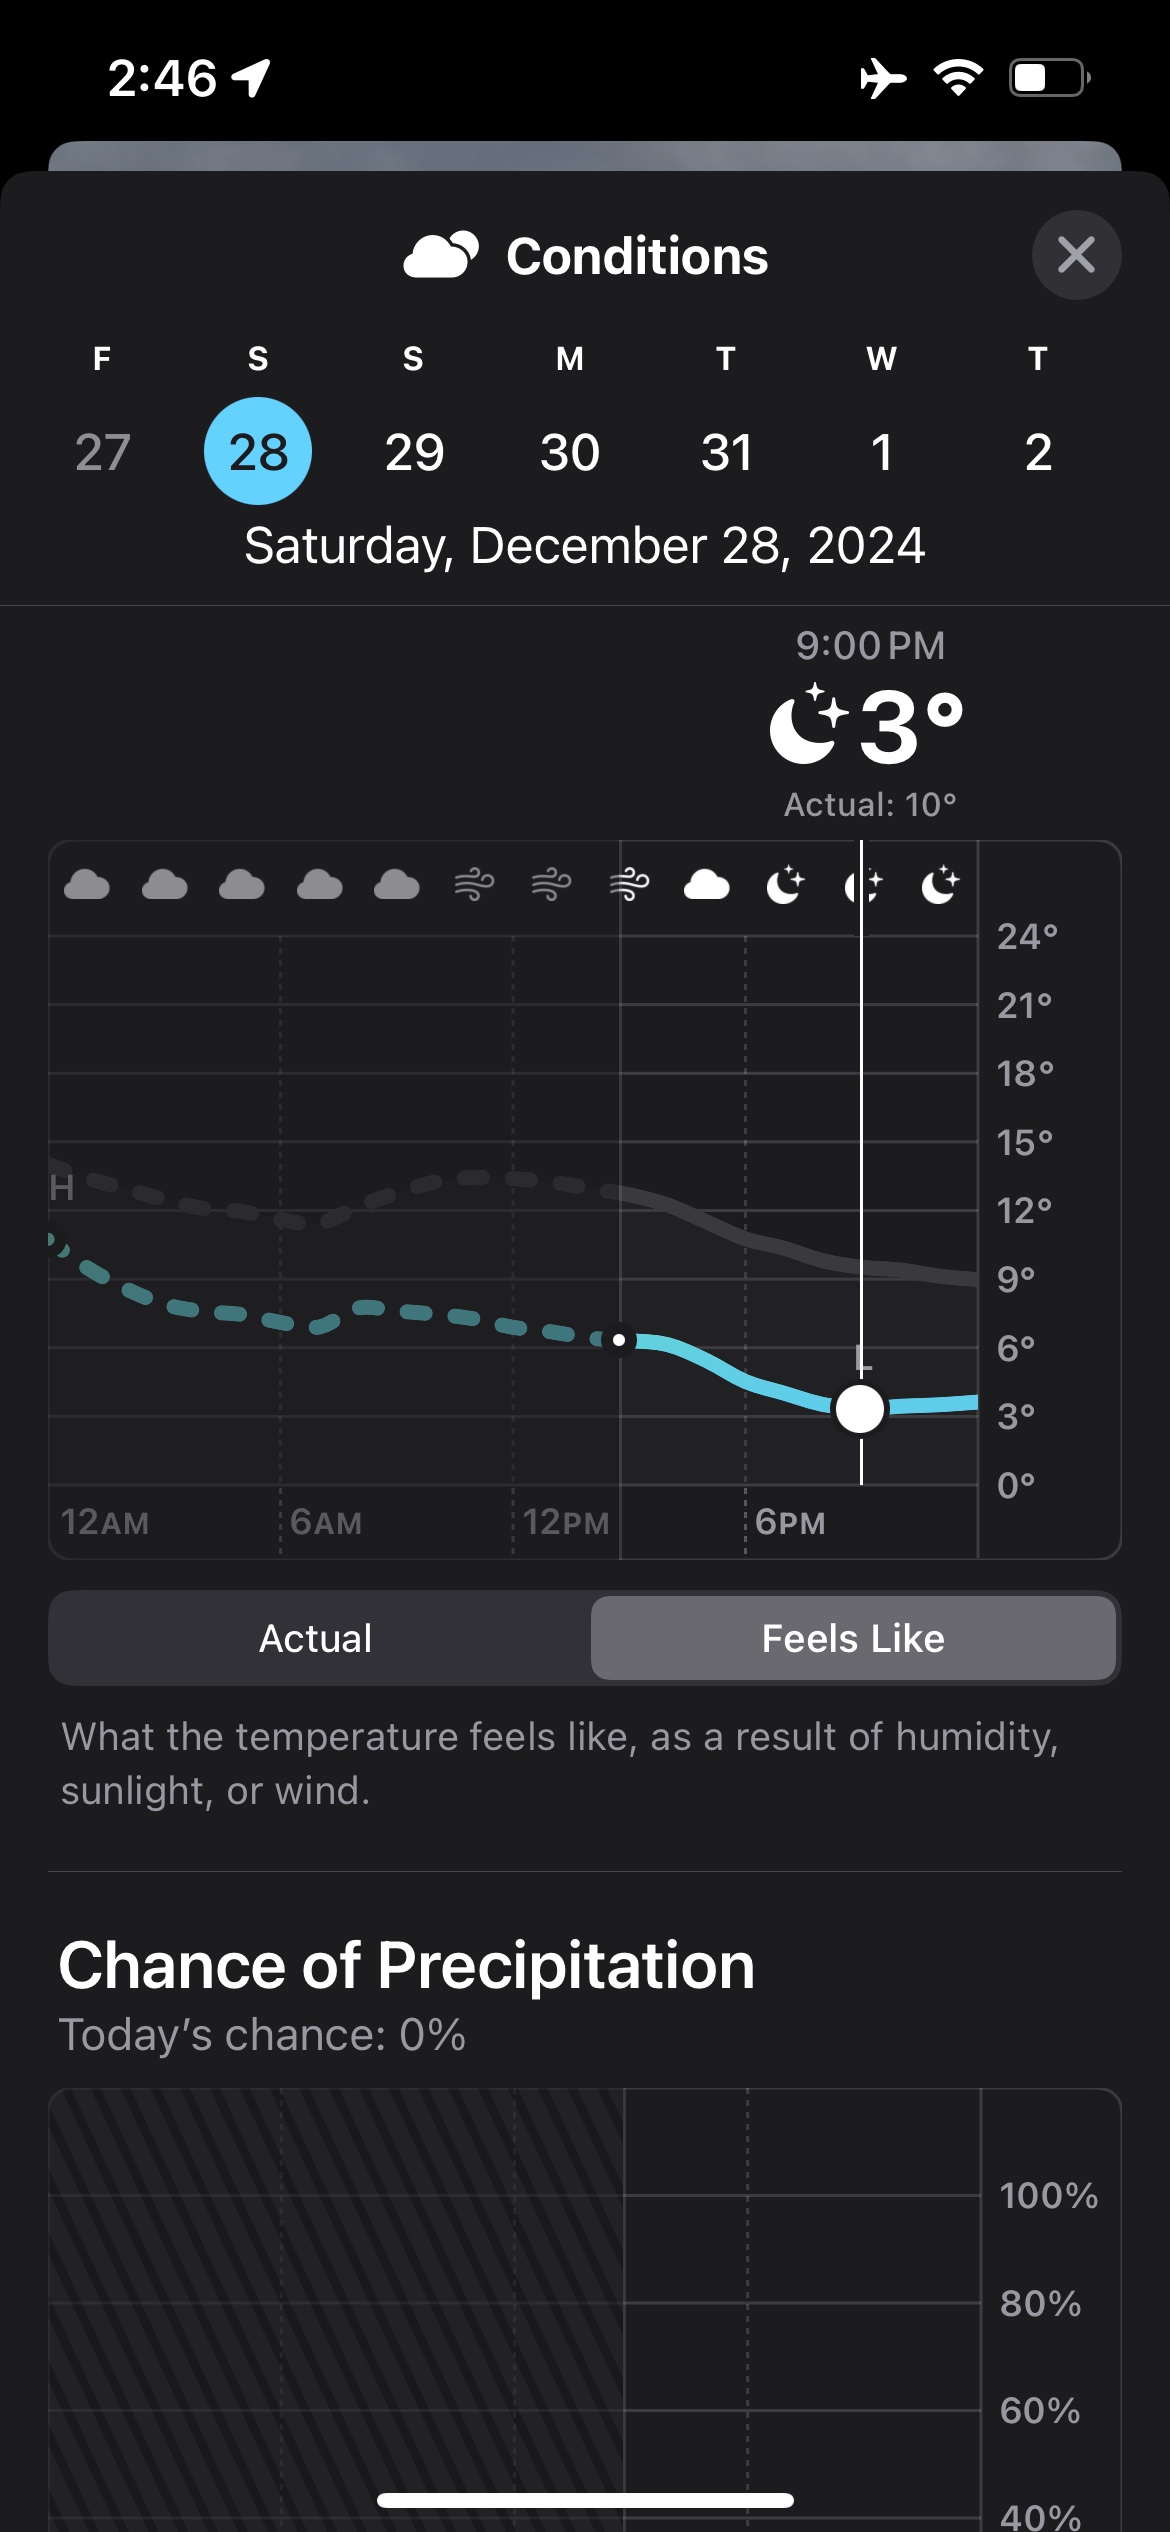 2:46
Conditions
F S S M T W T
27 28 29 30 31 1 2
Saturday, December 28, 2024
9:00 PM
3°
Actual: 10°
24°
21°
18°
15°
H
12°
9°
6°
L
3°
0°
12AM 6AM 12PM 6PM
Actual Feels Like
What the temperature feels like, as a result of humidity,
sunlight, or wind.
Chance of Precipitation
Today’s chance: 0%
100%
80%
60%
40%